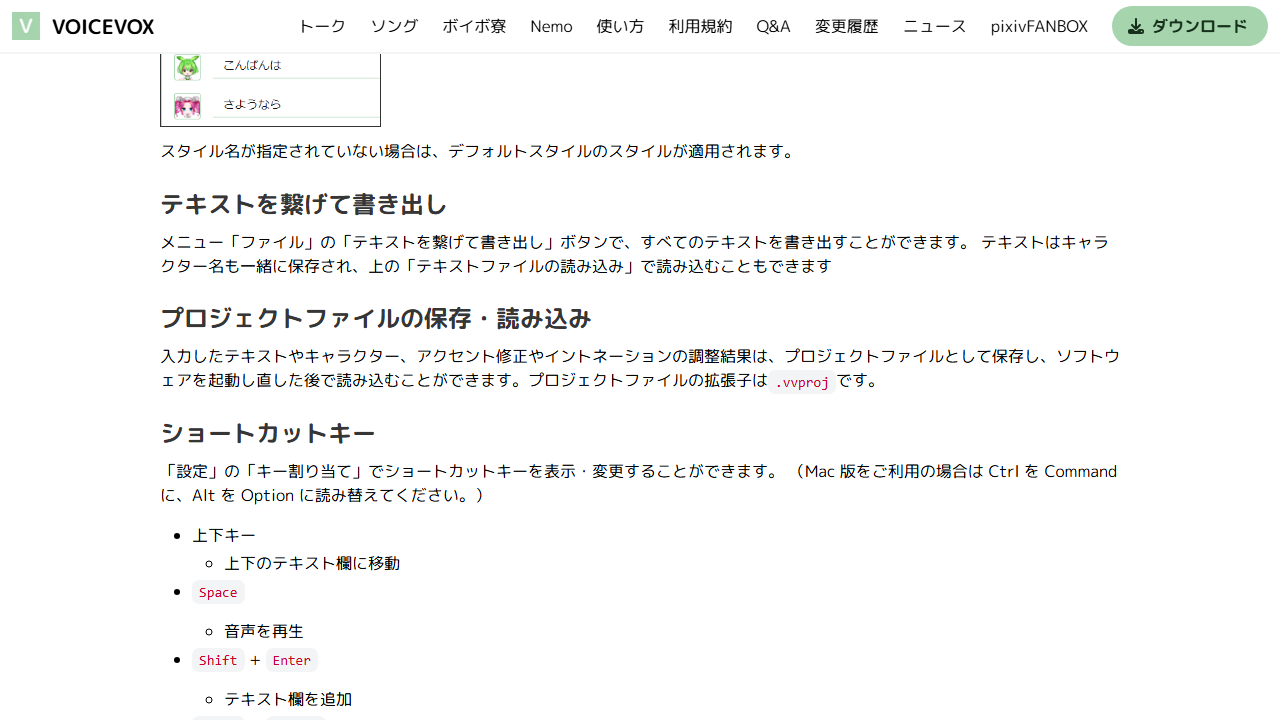 V VOICEVOX トーク ソング ボイボ寮 Nemo 使い方 利用規約 Q&A 変更履歴 ニュース pixivFANBOX ダウンロード
こんばんは
さようなら
スタイル名が指定されていない場合は、デフォルトスタイルのスタイルが適用されます。
テキストを繋げて書き出し
メニュー「ファイル」の「テキストを繋げて書き出し」ボタンで、すべてのテキストを書き出すことができます。 テキストはキャラ
クター名も一緒に保存され、上の「テキストファイルの読み込み」で読み込むこともできます
プロジェクトファイルの保存・読み込み
入力したテキストやキャラクター、アクセント修正やイントネーションの調整結果は、プロジェクトファイルとして保存し、ソフトウ
ェアを起動し直した後で読み込むことができます。プロジェクトファイルの拡張子は .vvproj です。
ショートカットキー
「設定」の「キー割り当て」でショートカットキーを表示・変更することができます。 （Mac 版をご利用の場合は Ctrl を Command
に、Alt を Option に読み替えてください。）
上下キー
上下のテキスト欄に移動
Space
音声を再生
Shift + Enter
テキスト欄を追加